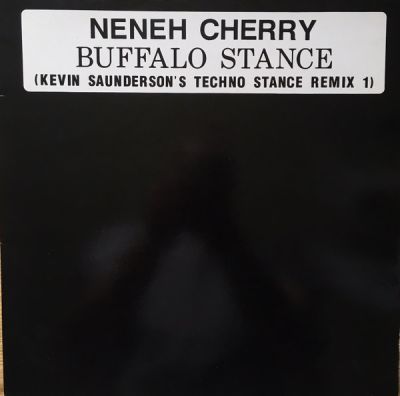 NENEH CHERRY
BUFFALO STANCE
(KEVIN SAUNDERSON'S TECHNO STANCE REMIX 1)